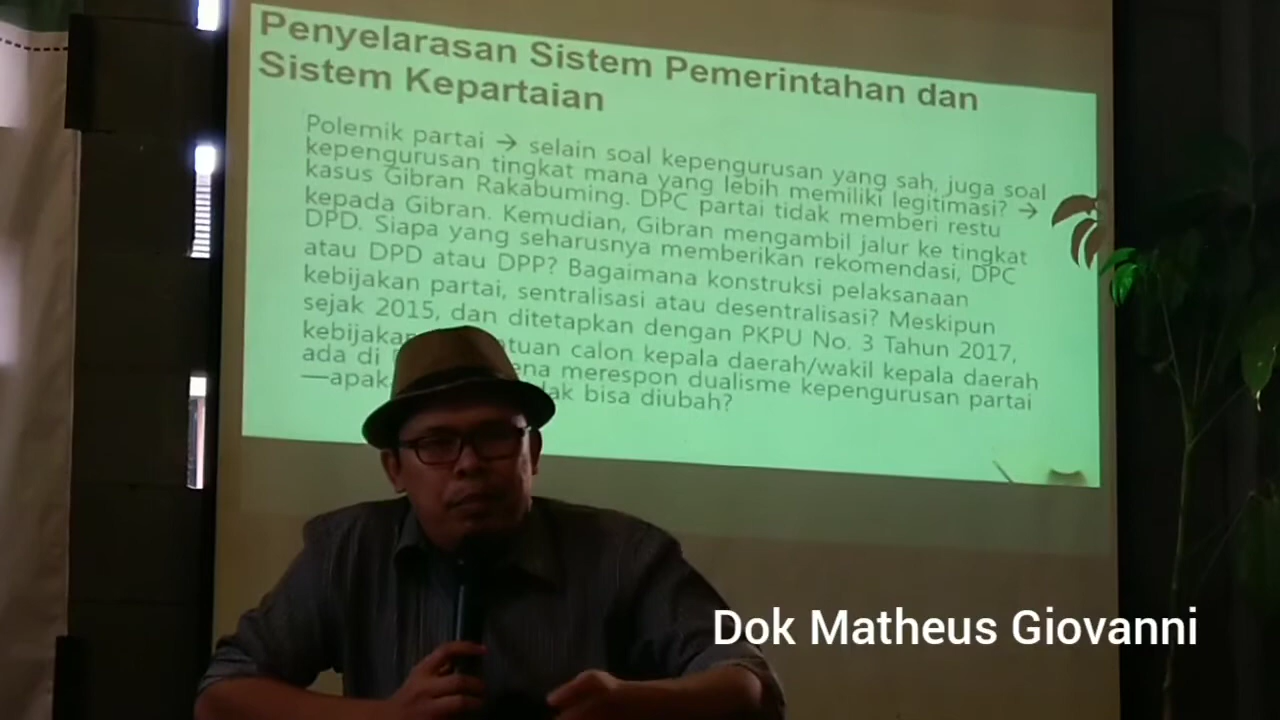 Penyelarasan Sistem Pemerintahan dan
Sistem Kepartaian
Polemik partai → selain soal kepengurusan yang sah, juga soal
kepengurusan tingkat mana yang lebih memiliki legitimasi? →
kasus Gibran Rakabuming. DPC partai tidak memberi restu
kepada Gibran. Kemudian, Gibran mengambil jalur ke tingkat
DPD. Siapa yang seharusnya memberikan rekomendasi, DPC
atau DPD atau DPP? Bagaimana konstruksi pelaksanaan
kebijakan partai, sentralisasi atau desentralisasi? Meskipun
sejak 2015, dan ditetapkan dengan PKPU No. 3 Tahun 2017,
calon kepala daerah/wakil kepala daerah
ada di merespon dualisme kepengurusan partai
bisa diubah?
Dok Matheus Giovanni